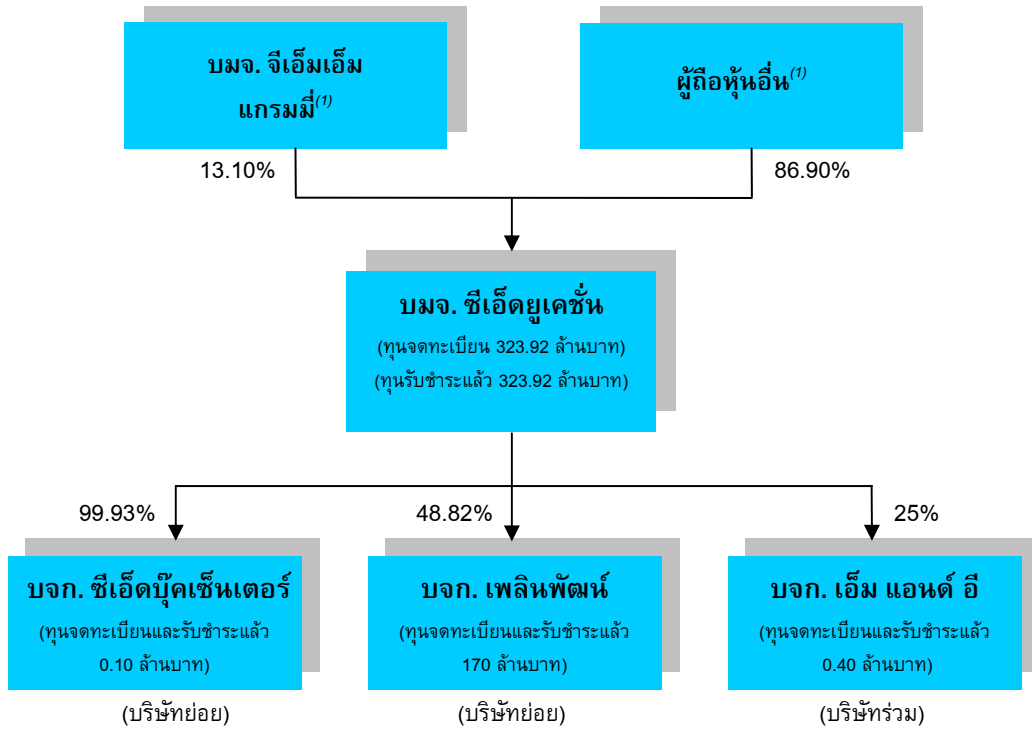 บมจ. จีเอ็มเอ็ม
แกรมมี่(1)
ผู้ถือหุ้นอื่น(1)
13.10%
86.90%
บมจ. ซีเอ็ดยูเคชั่น
(ทุนจดทะเบียน 323.92 ล้านบาท)
(ทุนรับชำระแล้ว 323.92 ล้านบาท)
99.93%
48.82%
25%
บจก. ซีเอ็ดบุ๊คเซ็นเตอร์
(ทุนจดทะเบียนและรับชำระแล้ว
0.10 ล้านบาท)
(บริษัทย่อย)
บจก. เพลินพัฒน์
(ทุนจดทะเบียนและรับชำระแล้ว
170 ล้านบาท)
(บริษัทย่อย)
บจก. เอ็ม แอนด์ อี
(ทุนจดทะเบียนและรับชำระแล้ว
0.40 ล้านบาท)
(บริษัทร่วม)